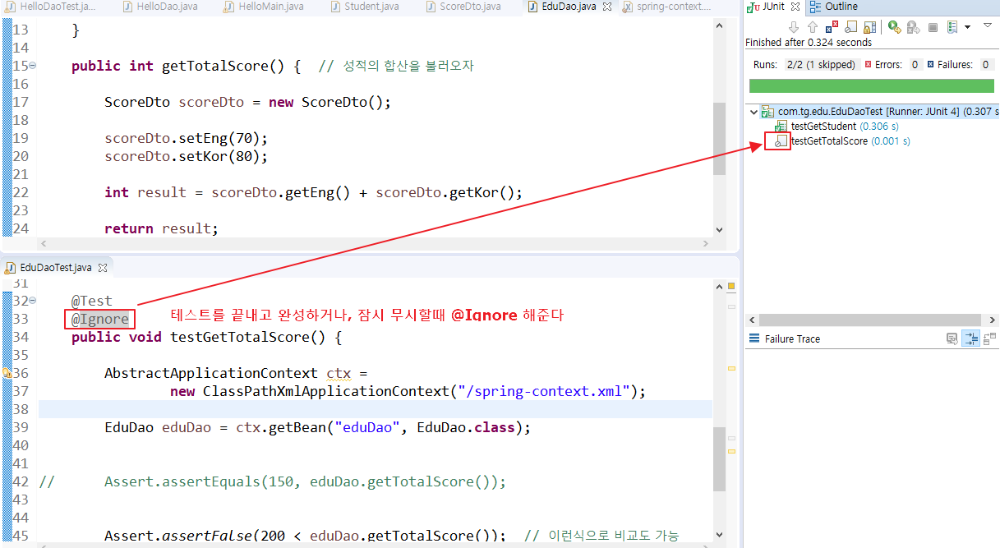 HelloDaoTest.ja...
HelloDao.java
HelloMain.java
Student.java
ScoreDto.java
EduDao.java
spring-context....
13 }
14
15 public int getTotalScore() { // 성적의 합산을 불러오자
16
17 ScoreDto scoreDto = new ScoreDto();
18
19 scoreDto.setEng(70);
20 scoreDto.setKor(80);
21
22 int result = scoreDto.getEng() + scoreDto.getKor();
23
24 return result;
EduDaoTest.java
31
32 @Test
33 @Ignore
테스트를 끝내고 완성하거나, 잠시 무시할때 @Ignore 해준다
34 public void testGetTotalScore() {
35
36 AbstractApplicationContext ctx =
37 new ClassPathXmlApplicationContext("/spring-context.xml");
38
39 EduDao eduDao = ctx.getBean("eduDao", EduDao.class);
40
41
42 // Assert.assertEquals(150, eduDao.getTotalScore());
43
44
45 Assert.assertFalse(200 < eduDao.getTotalScore()); // 이런식으로 비교도 가능
JUnit
Outline
Finished after 0.324 seconds
Runs: 2/2 (1 skipped) Errors: 0 Failures: 0
com.tg.edu.EduDaoTest [Runner: JUnit 4] (0.307 s
testGetStudent (0.306 s)
testGetTotalScore (0.001 s)
Failure Trace